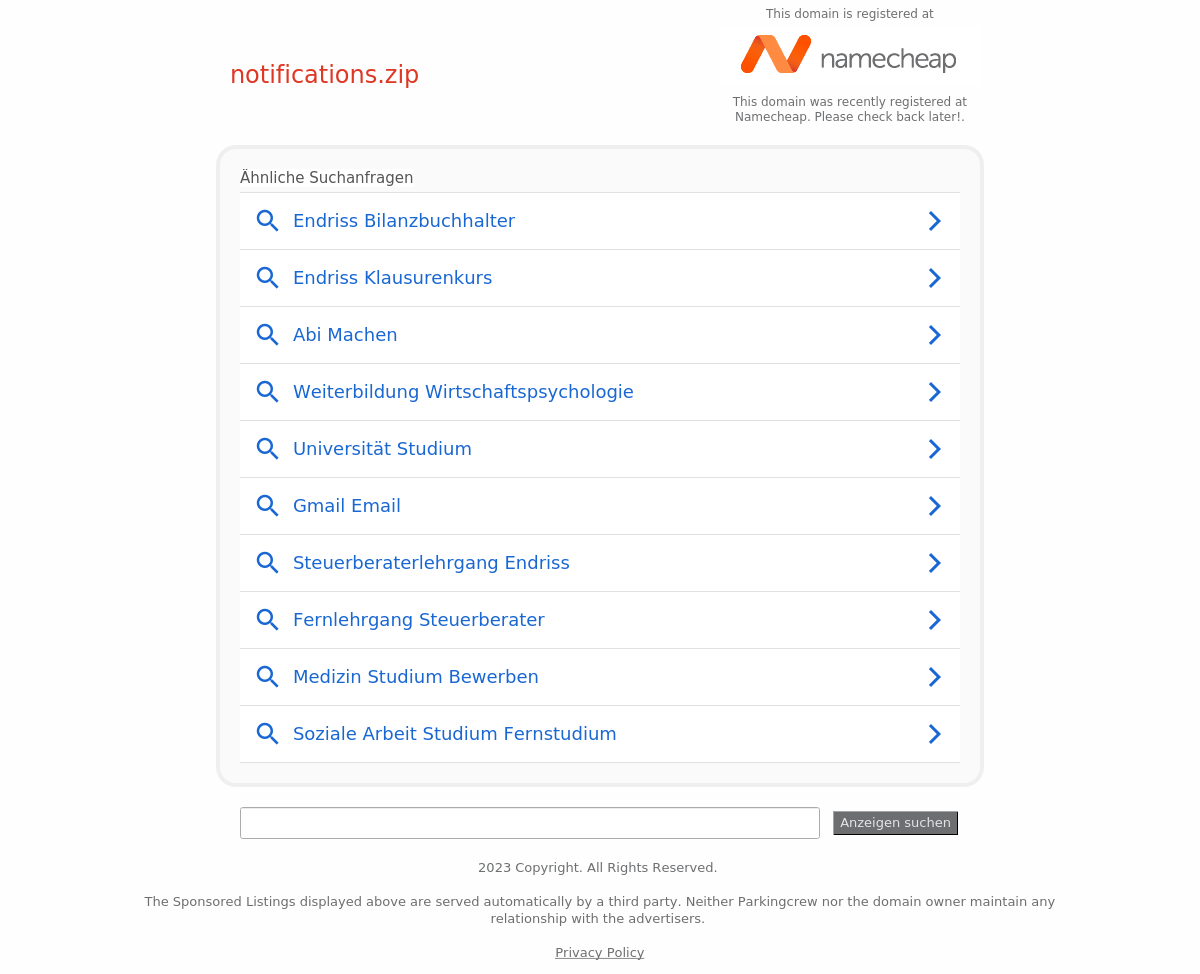 This domain is registered at
namecheap
notifications.zip
This domain was recently registered at
Namecheap. Please check back later!.
Ähnliche Suchanfragen
Endriss Bilanzbuchhalter
Endriss Klausurenkurs
Abi Machen
Weiterbildung Wirtschaftspsychologie
Universität Studium
Gmail Email
Steuerberaterlehrgang Endriss
Fernlehrgang Steuerberater
Medizin Studium Bewerben
Soziale Arbeit Studium Fernstudium
Anzeigen suchen
2023 Copyright. All Rights Reserved.
The Sponsored Listings displayed above are served automatically by a third party. Neither Parkingcrew nor the domain owner maintain any
relationship with the advertisers.
Privacy Policy